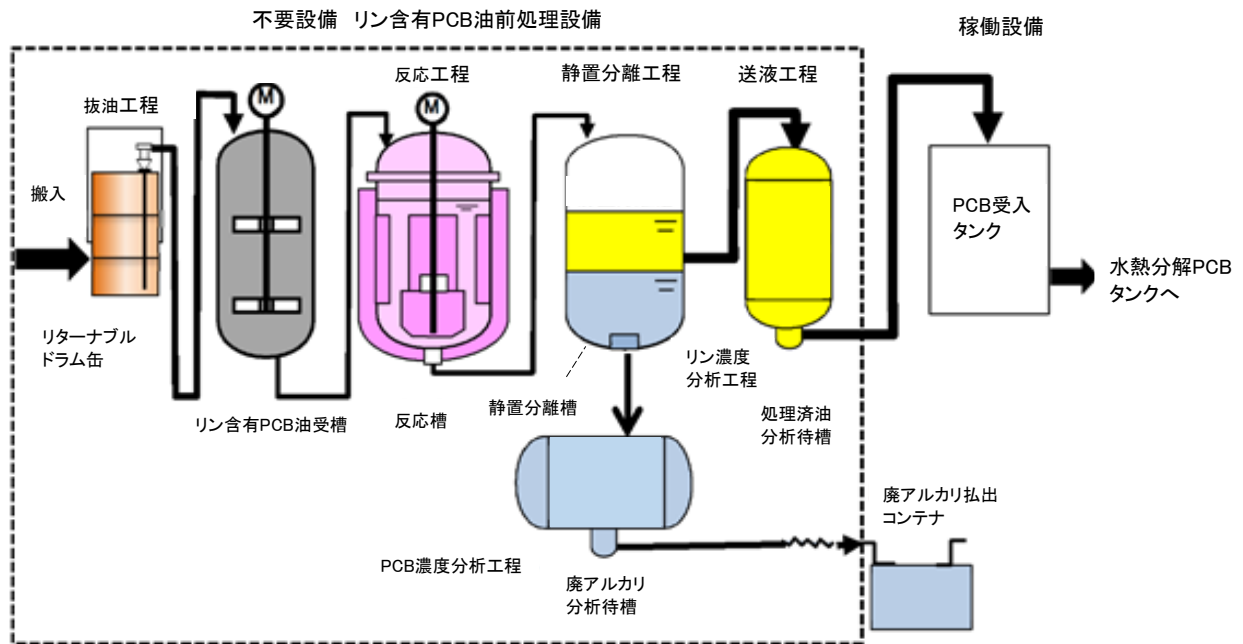 不要設備 リン含有PCB油前処理設備
稼働設備
抜油工程
反応工程
静置分離工程
送液工程
M
M
搬入
PCB受入
タンク
水熱分解PCB
タンクへ
リターナブル
ドラム缶
リン含有PCB油受槽
反応槽
静置分離槽
リン濃度
分析工程
処理済油
分析待槽
廃アルカリ払出
コンテナ
PCB濃度分析工程
廃アルカリ
分析待槽